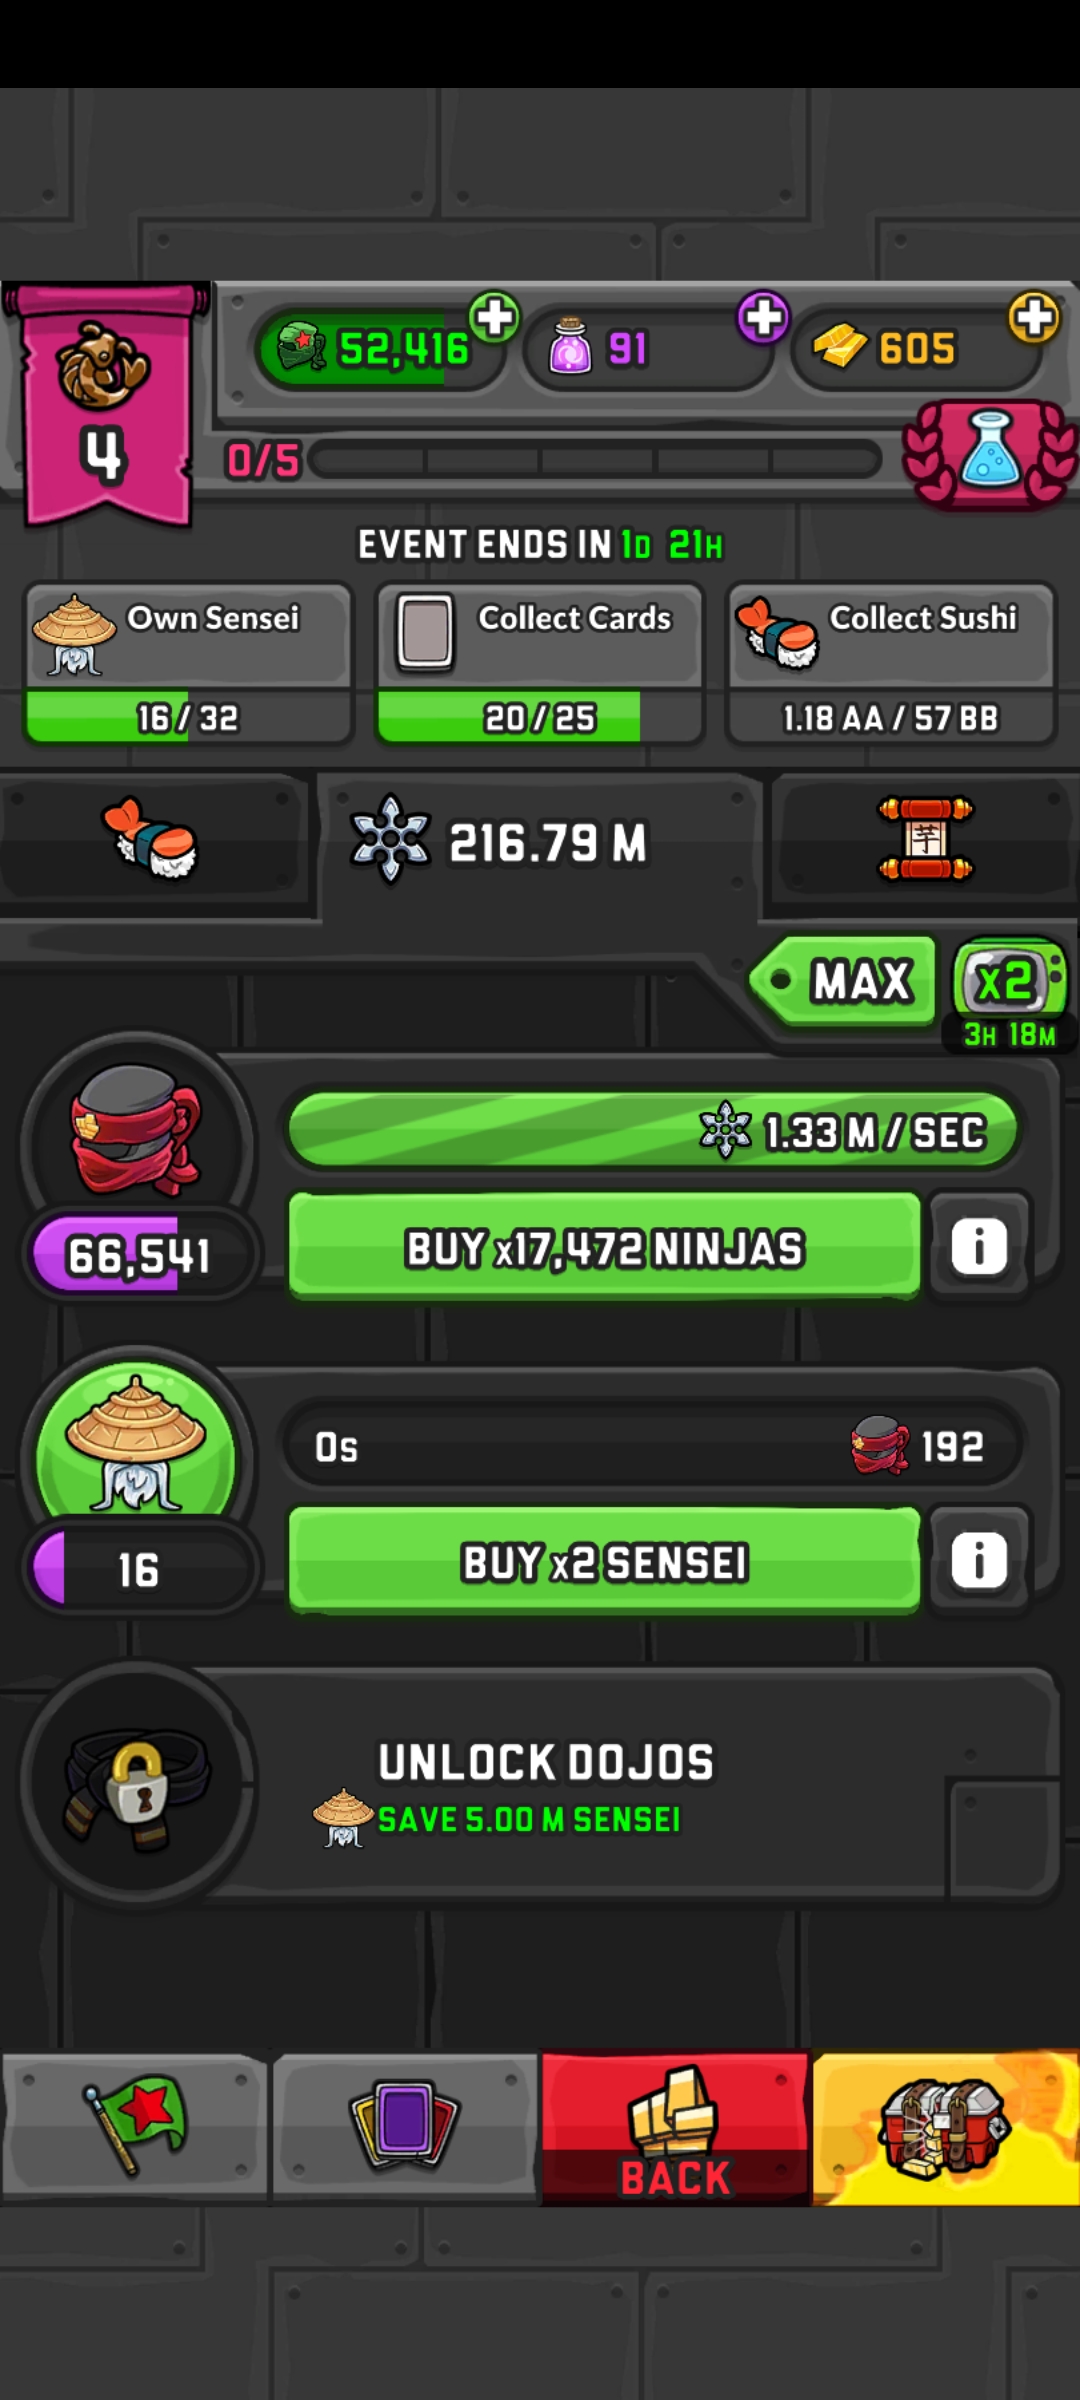 52,416
91
605
4
0/5
EVENT ENDS IN 1D 21H
Own Sensei
16 / 32
Collect Cards
20 / 25
Collect Sushi
1.18 AA / 57 BB
216.79 M
芋
MAX
x2
3H 18M
1.33 M / SEC
66,541
BUY x17,472 NINJAS
i
0s
192
16
BUY x2 SENSEI
i
UNLOCK DOJOS
SAVE 5.00 M SENSEI
BACK